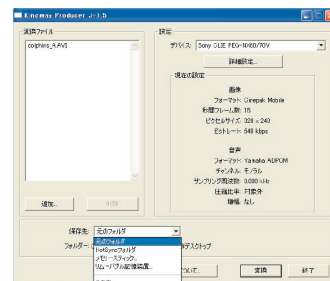 Kinoma Producer J-1.5
変換ファイル
dolphins_A.AVI
追加...
削除
設定
デバイス: Sony CLIE PEG-NX80/70V
詳細設定...
現在の設定
画像
フォーマット: Cinepak Mobile
秒間フレーム数: 15
ピクセルサイズ: 320 x 240
ビットレート: 640 kbps
音声
フォーマット: Yamaha ADPCM
チャンネル: モノラル
サンプリング周波数: 8.000 kHz
圧縮比率: 対象外
増幅: なし
保存先: 元のフォルダ
元のフォルダ
HotSyncフォルダ
メモリースティック...
リムーバブル記憶装置...
フォルダ:
デスクトップ
ついて...
変換
終了